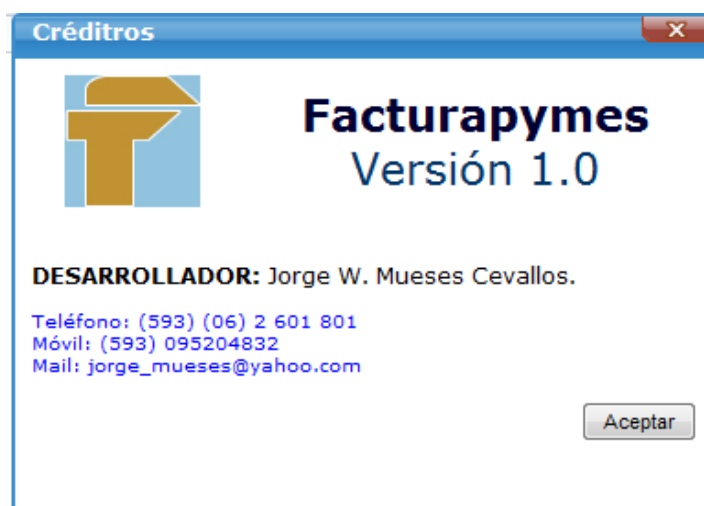 Créditros
Facturapymes
Versión 1.0
DESARROLLADOR: Jorge W. Mueses Cevallos.
Teléfono: (593) (06) 2 601 801
Móvil: (593) 095204832
Mail: jorge_mueses@yahoo.com
Aceptar